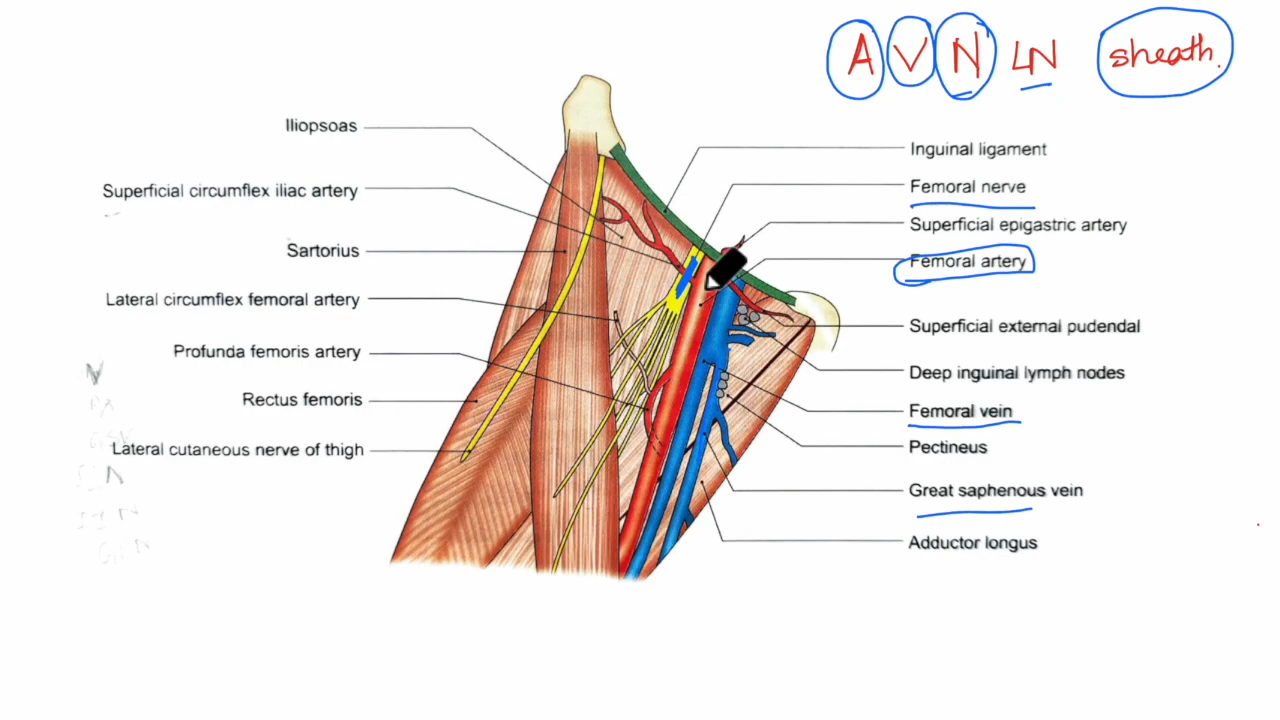 A V N LN sheath.
Iliopsoas
Superficial circumflex iliac artery
Sartorius
Lateral circumflex femoral artery
Profunda femoris artery
Rectus femoris
Lateral cutaneous nerve of thigh
Inguinal ligament
Femoral nerve
Superficial epigastric artery
Femoral artery
Superficial external pudendal
Deep inguinal lymph nodes
Femoral vein
Pectineus
Great saphenous vein
Adductor longus